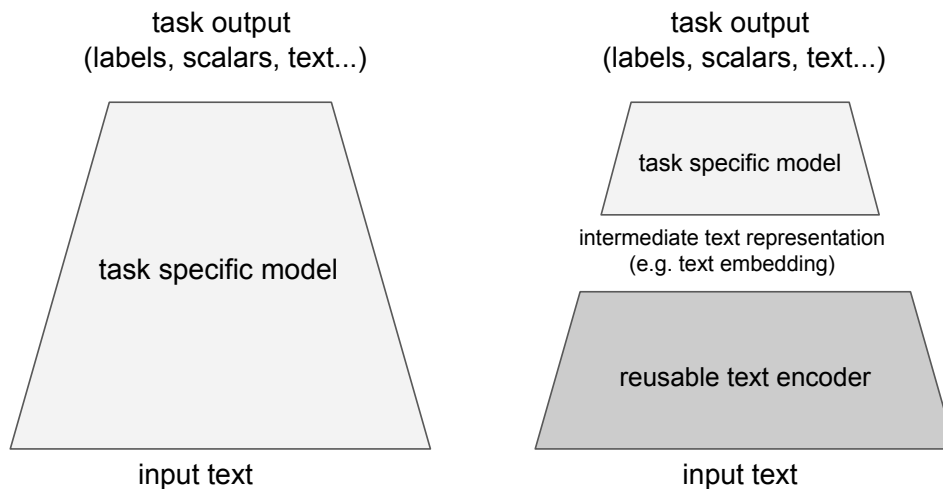 task output
(labels, scalars, text...)
task specific model
input text
task output
(labels, scalars, text...)
task specific model
intermediate text representation
(e.g. text embedding)
reusable text encoder
input text